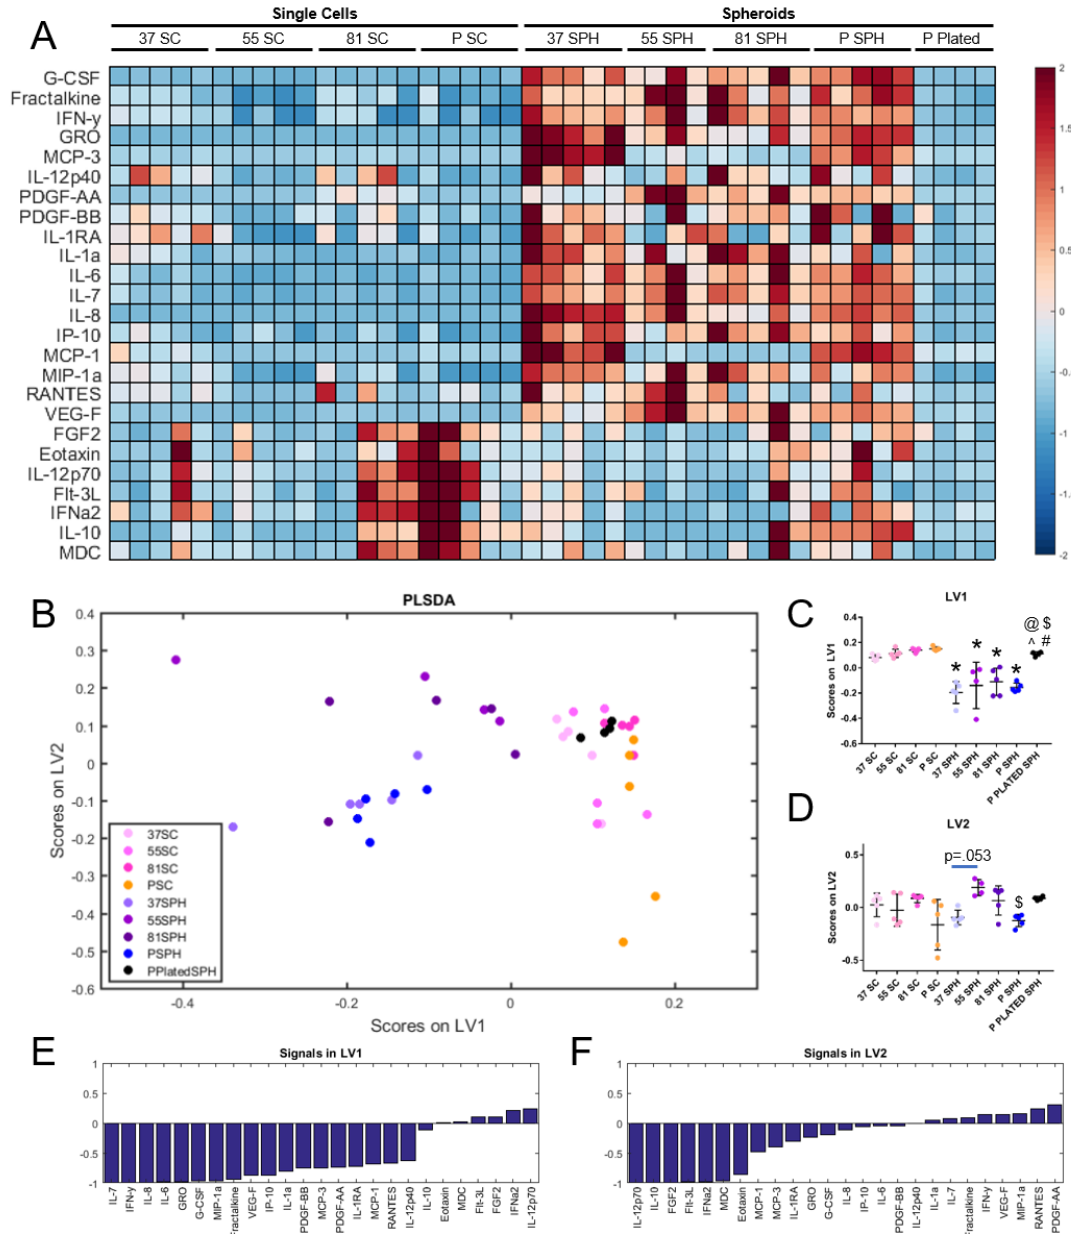 A
Single Cells
Spheroids
37 SC
55 SC
81 SC
P SC
37 SPH
55 SPH
81 SPH
P SPH
P Plated
G-CSF
Fractalkine
IFN-y
GRO
MCP-3
IL-12p40
PDGF-AA
PDGF-BB
IL-1RA
IL-1a
IL-6
IL-7
IL-8
IP-10
MCP-1
MIP-1a
RANTES
VEG-F
FGF2
Eotaxin
IL-12p70
Flt-3L
IFNa2
IL-10
MDC
2
1.5
1
0.5
0
-0.5
-1
-1.5
-2
B
PLSDA
Scores on LV2
0.4
0.3
0.2
0.1
0
-0.1
-0.2
-0.3
-0.4
-0.5
-0.6
37SC
55SC
81SC
PSC
37SPH
55SPH
81SPH
PSPH
PPlatedSPH
-0.4
-0.2
0
0.2
Scores on LV1
C
LV1
Scores on LV1
0.4
0.2
0.0
-0.2
-0.4
-0.6
* * * *
@ $
^ #
37 SC
55 SC
81 SC
P SC
37 SPH
55 SPH
81 SPH
P SPH
P PLATED SPH
D
LV2
Scores on LV2
0.5
0.0
-0.5
p=.053
$
37 SC
55 SC
81 SC
P SC
37 SPH
55 SPH
81 SPH
P SPH
P PLATED SPH
E
Signals in LV1
1
0.5
0
-0.5
-1
IL-7
IFN-y
IL-8
IL-6
GRO
G-CSF
MIP-1a
Fractalkine
VEG-F
IP-10
IL-1a
PDGF-BB
MCP-3
PDGF-AA
IL-1RA
MCP-1
RANTES
IL-12p40
IL-10
Eotaxin
MDC
Flt-3L
FGF2
IFNa2
IL-12p70
F
Signals in LV2
1
0.5
0
-0.5
-1
IL-12p70
IL-10
FGF2
Flt-3L
IFNa2
MDC
Eotaxin
MCP-1
MCP-3
IL-1RA
GRO
G-CSF
IL-8
IP-10
IL-6
PDGF-BB
IL-12p40
IL-1a
IL-7
Fractalkine
IFN-y
VEG-F
MIP-1a
RANTES
PDGF-AA